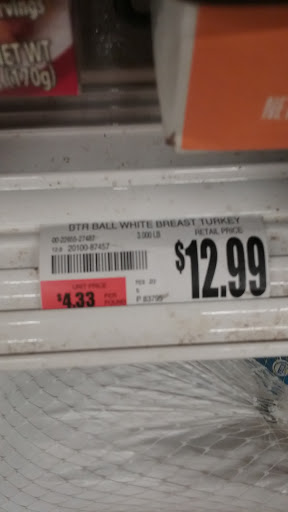 ET WT
170g)
DTR BALL WHITE BREAST TURKEY
3.000 LB
RETAIL PRICE
20100-87457
$12.99
UNIT PRICE
$4.33 PER POUND